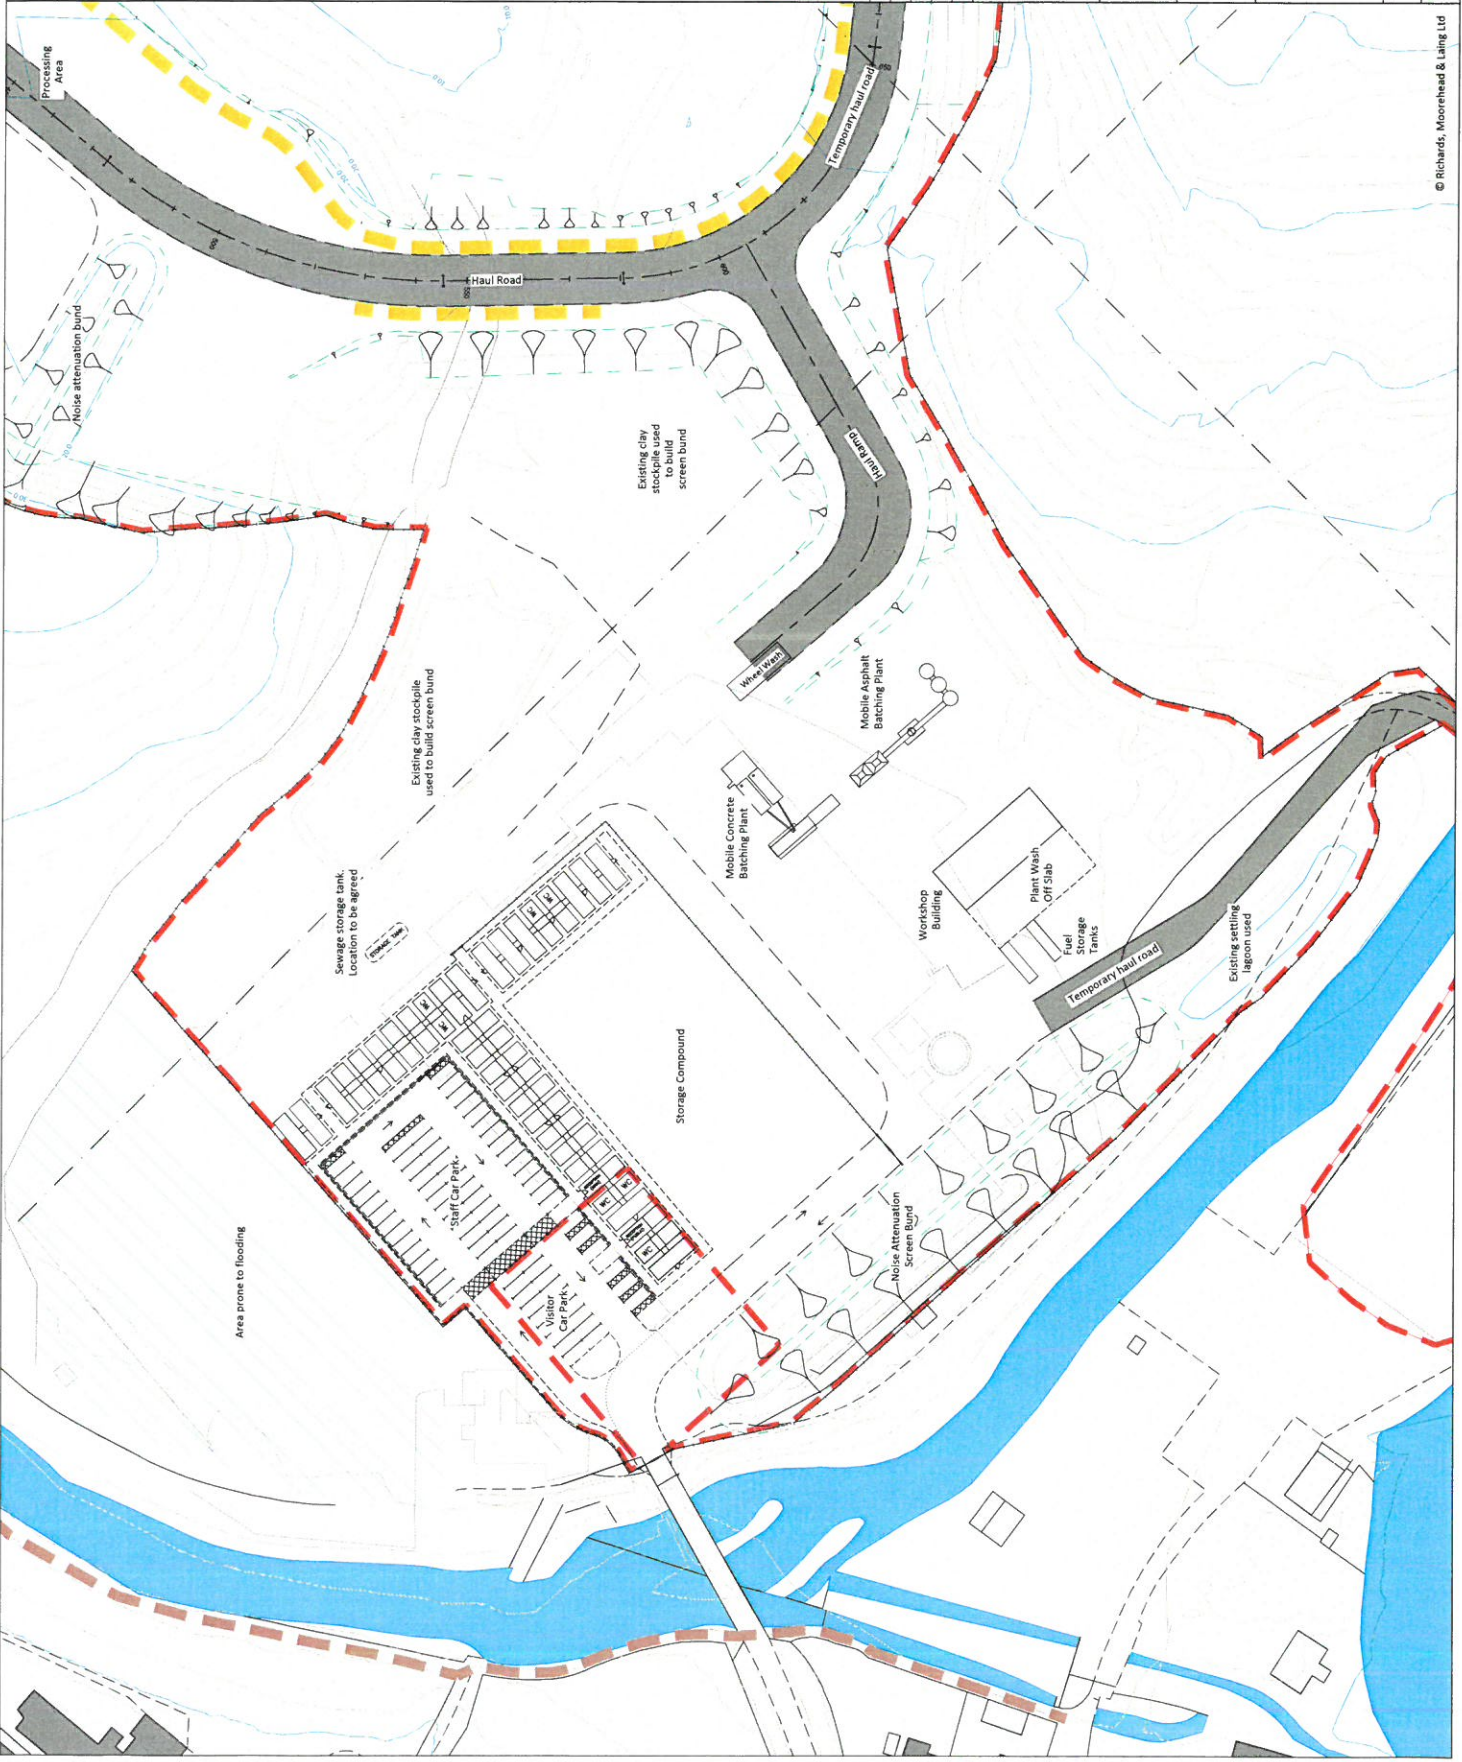 Processing
Area
Noise attenuation bund
Haul Road
Temporary haul road
Existing clay
stockpile used
to build
screen bund
Haul Ramp
Wheel Wash
Existing clay stockpile
used to build screen bund
Mobile Asphalt
Batching Plant
Mobile Concrete
Batching Plant
Sewage storage tank.
Location to be agreed
STORAGE TANK
Workshop
Building
Plant Wash
Off Slab
Fuel
Storage
Tanks
Temporary haul road
Existing settling
lagoon used
Storage Compound
Staff Car Park
Area prone to flooding
Visitor
Car Park
WC
WC
WC
Noise Attenuation
Screen Bund
© Richards, Moorehead & Laing Ltd